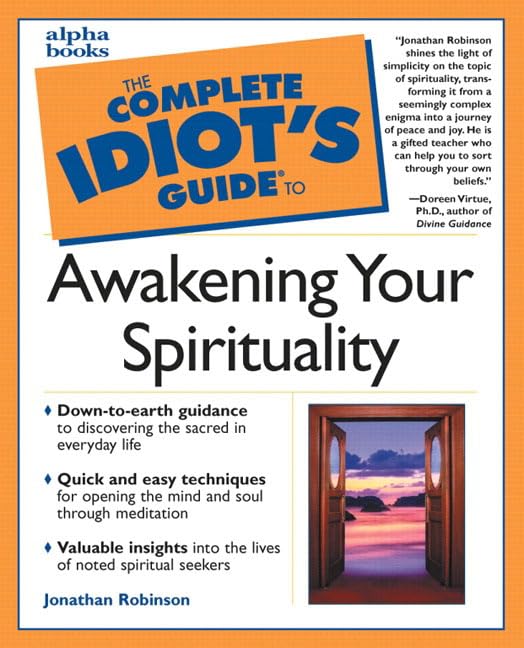 alpha
books
THE
COMPLETE
IDIOT'S
GUIDE® TO
"Jonathan Robinson
shines the light of
simplicity on the topic
of spirituality, trans-
forming it from a
seemingly complex
enigma into a journey
of peace and joy. He is
a gifted teacher who
can help you to sort
through your own
beliefs."
—Doreen Virtue,
Ph.D., author of
Divine Guidance
Awakening Your
Spirituality
♦ Down-to-earth guidance
to discovering the sacred in
everyday life
♦ Quick and easy techniques
for opening the mind and soul
through meditation
♦ Valuable insights into the lives
of noted spiritual seekers
Jonathan Robinson